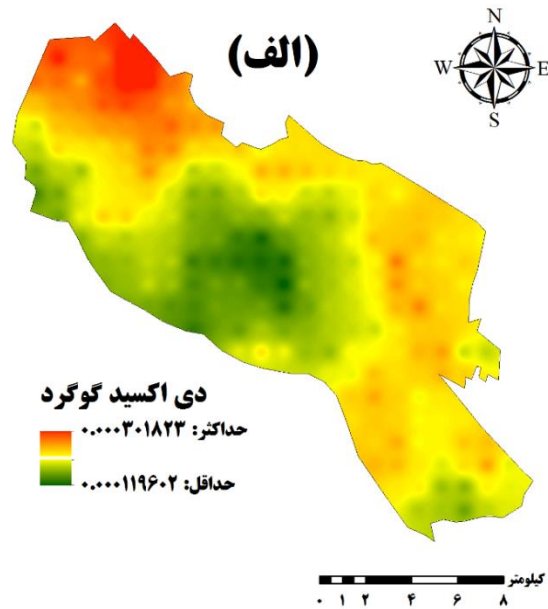 (الف)
N
W E
S
دی اکسید گوگرد
حداکثر: ۰.۰۰۰۳۰۱۸۲۳
حداقل: ۰.۰۰۰۱۱۹۶۰۲
کیلومتر
۰ ۱ ۲ ۴ ۶ ۸